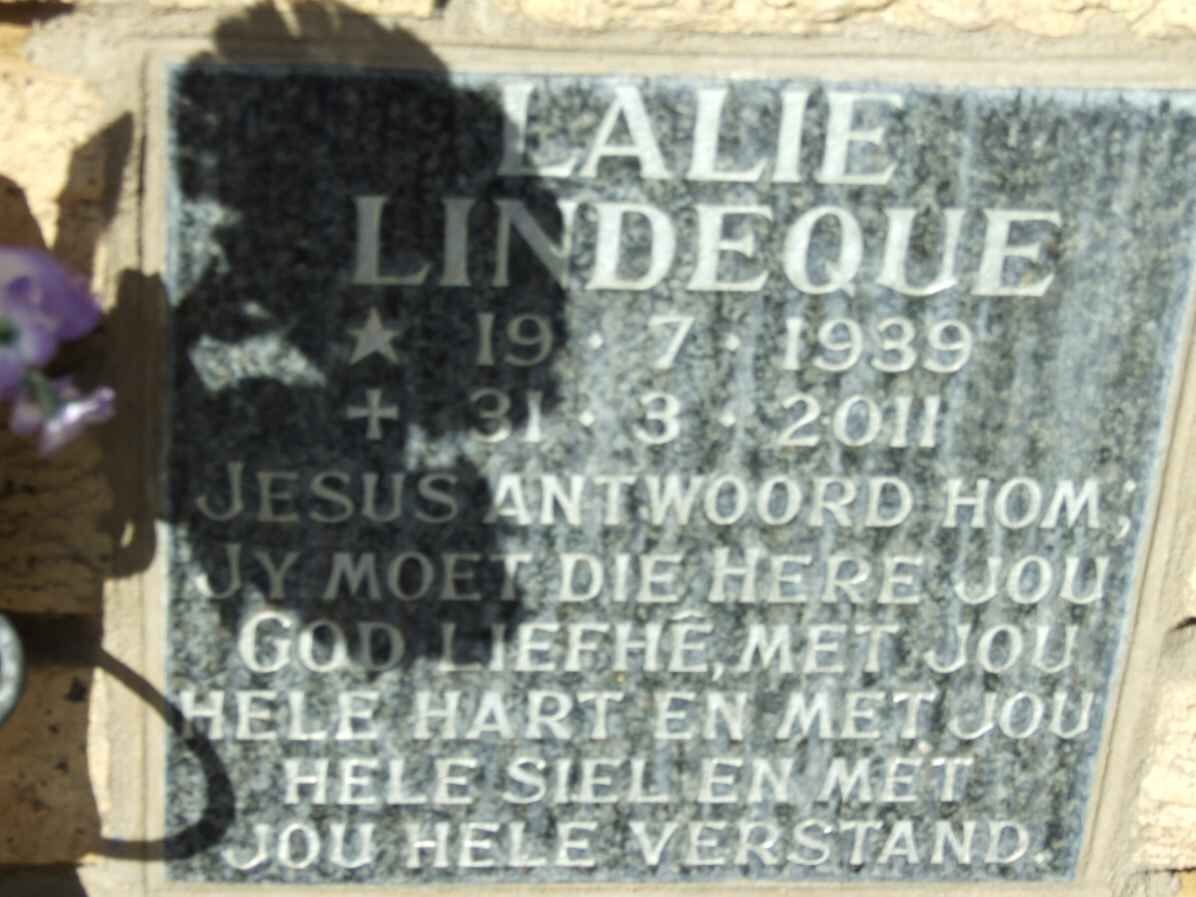 LALIE
LINDEQUE
★ 19 · 7 · 1939
✝ 31 · 3 · 2011
JESUS ANTWOORD HOM;
JY MOET DIE HERE JOU
GOD LIEFHÊ, MET JOU
HELE HART EN MET JOU
HELE SIEL EN MET
JOU HELE VERSTAND.